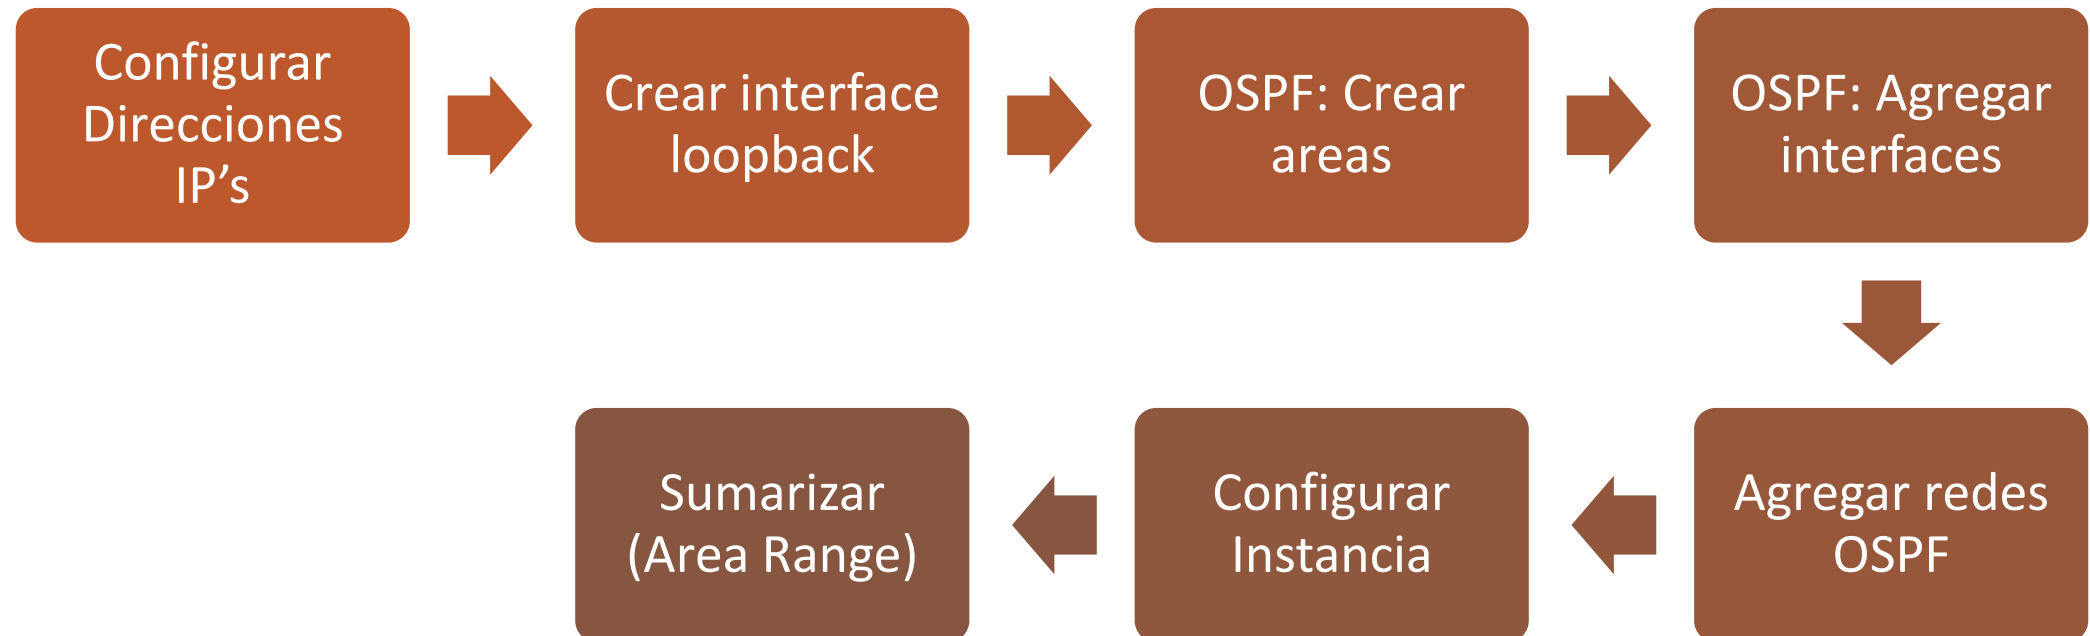 Configurar
Direcciones
IP’s
Crear interface
loopback
OSPF: Crear
areas
OSPF: Agregar
interfaces
Agregar redes
OSPF
Configurar
Instancia
Sumarizar
(Area Range)